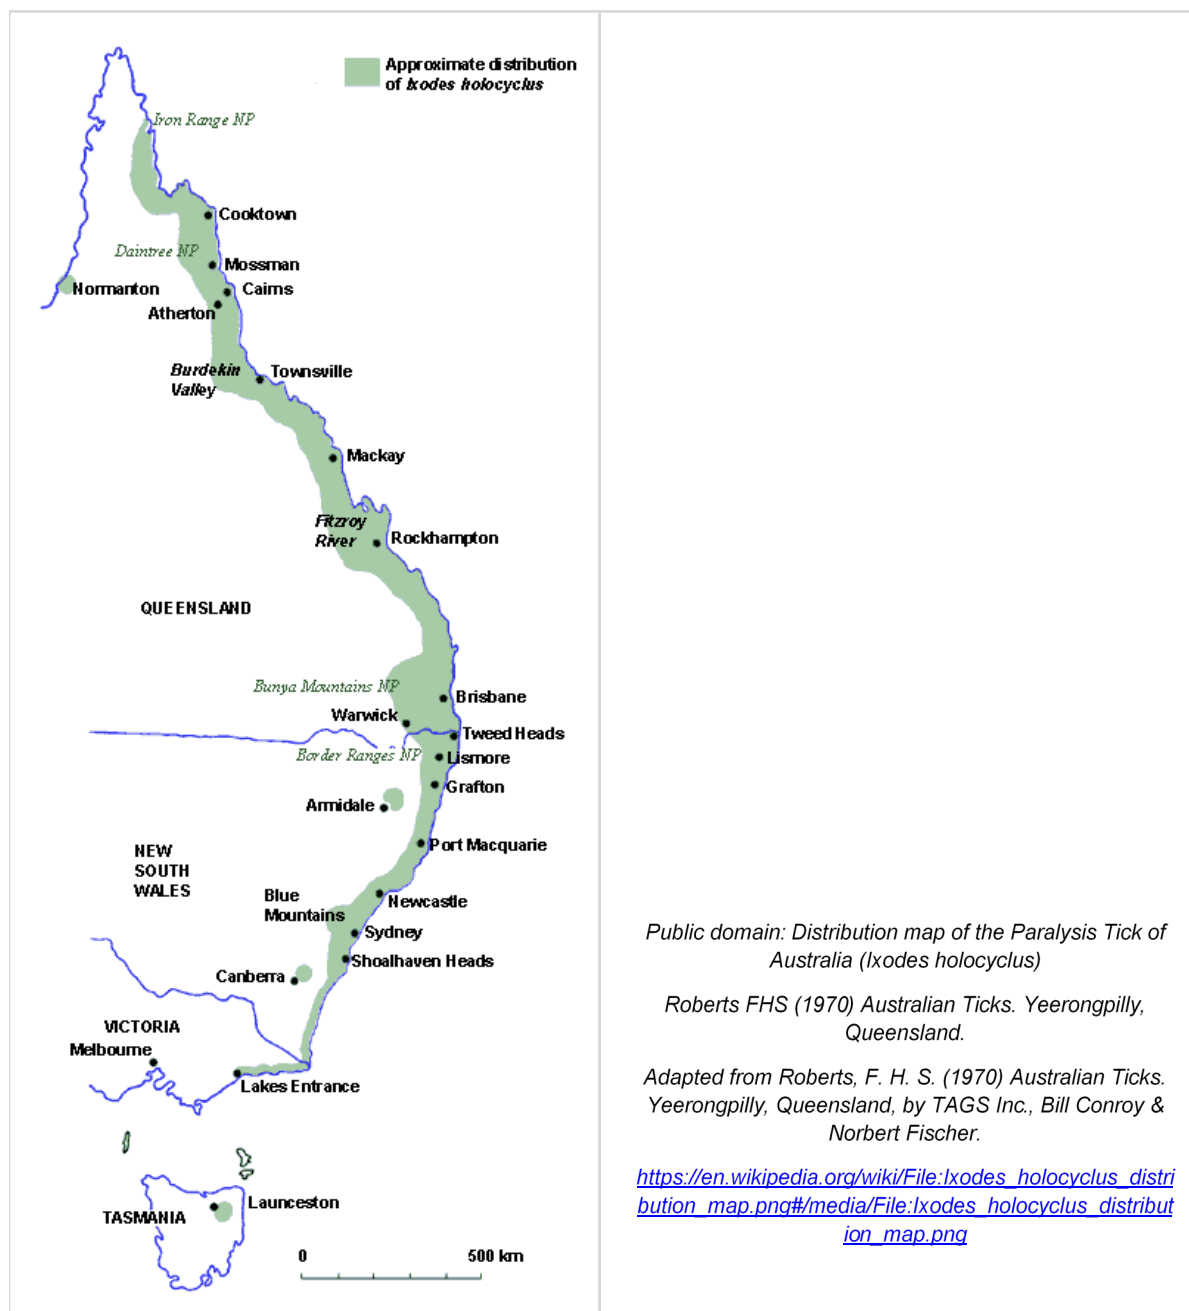 Approximate distribution
of Ixodes holocyclus
Iron Range NP
Cooktown
Daintree NP
Mossman
Normanton
Cairns
Atherton
Burdekin
Valley
Townsville
Mackay
Fitzroy
River
Rockhampton
QUEENSLAND
Bunya Mountains NP
Brisbane
Warwick
Tweed Heads
Border Ranges NP
Lismore
Grafton
Armidale
Port Macquarie
NEW
SOUTH
WALES
Blue
Mountains
Newcastle
Sydney
Shoalhaven Heads
Canberra
VICTORIA
Melbourne
Lakes Entrance
Launceston
TASMANIA
0 500 km
Public domain: Distribution map of the Paralysis Tick of
Australia (Ixodes holocyclus)
Roberts FHS (1970) Australian Ticks. Yeerongpilly,
Queensland.
Adapted from Roberts, F. H. S. (1970) Australian Ticks.
Yeerongpilly, Queensland, by TAGS Inc., Bill Conroy &
Norbert Fischer.
https://en.wikipedia.org/wiki/File:Ixodes_holocyclus_distri
bution_map.png#/media/File:Ixodes_holocyclus_distribut
ion_map.png